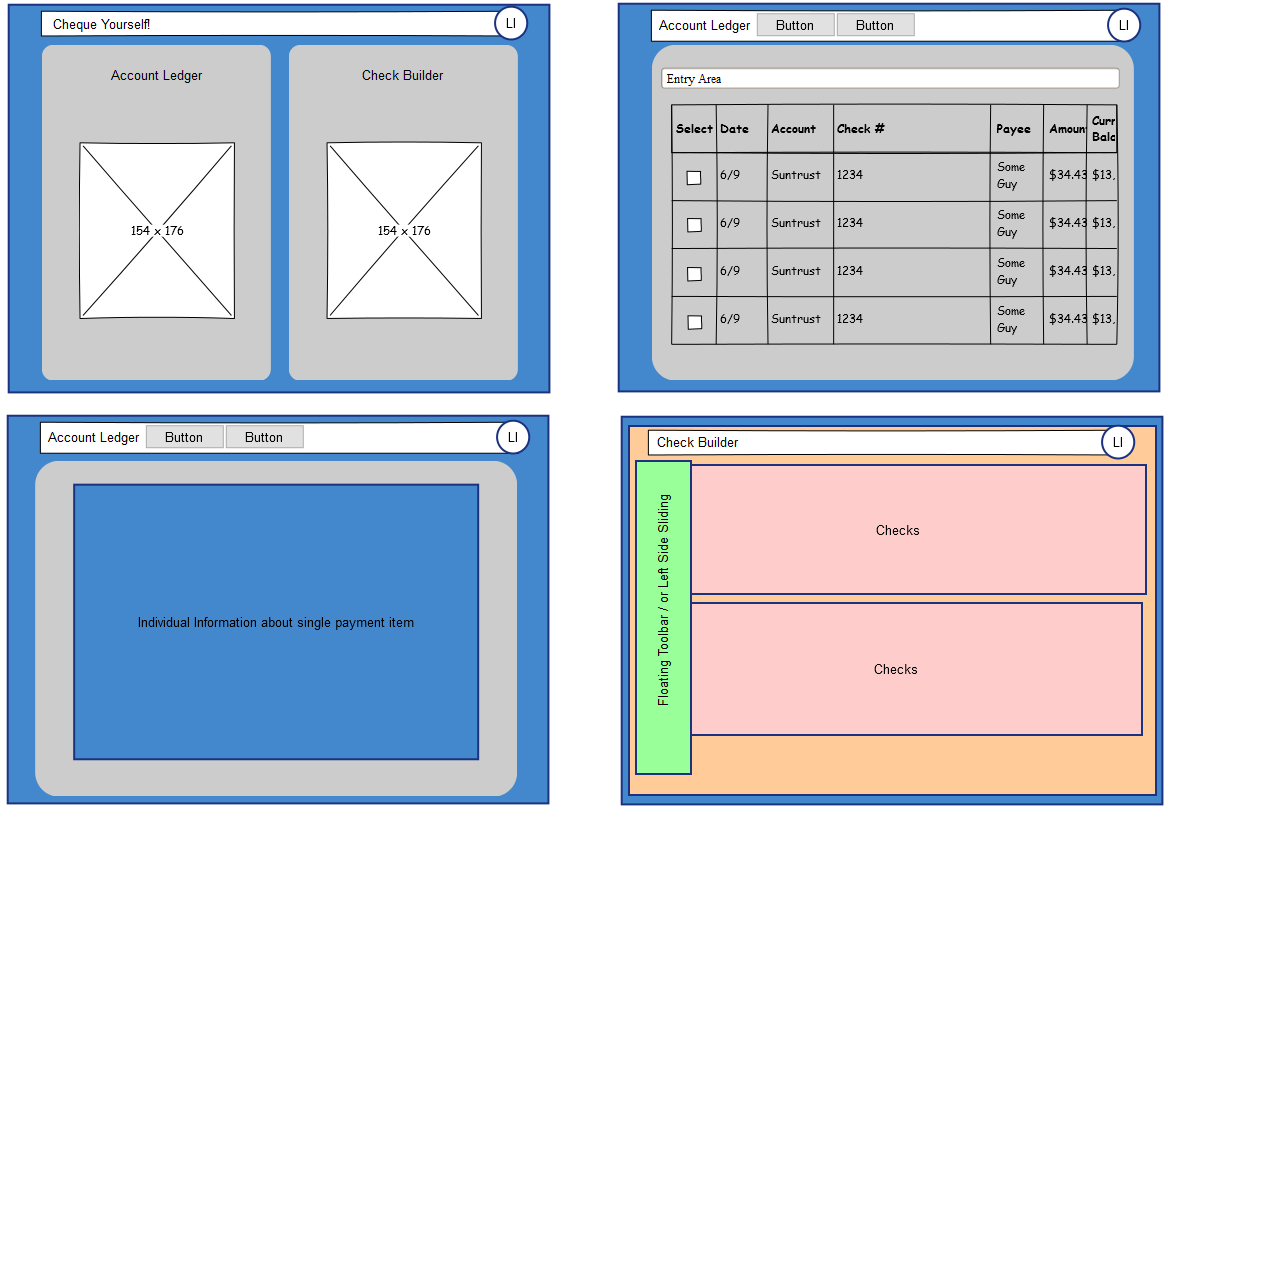 Cheque Yourself!
LI
Account Ledger
Check Builder
154 x 176
154 x 176
Account Ledger Button Button
LI
Entry Area
Select Date Account Check # Payee Amoun Curr
Bala
6/9 Suntrust 1234 Some Guy $34.43 $13,
6/9 Suntrust 1234 Some Guy $34.43 $13,
6/9 Suntrust 1234 Some Guy $34.43 $13,
6/9 Suntrust 1234 Some Guy $34.43 $13,
Account Ledger Button Button
LI
Individual Information about single payment item
Check Builder
LI
Floating Toolbar / or Left Side Sliding
Checks
Checks